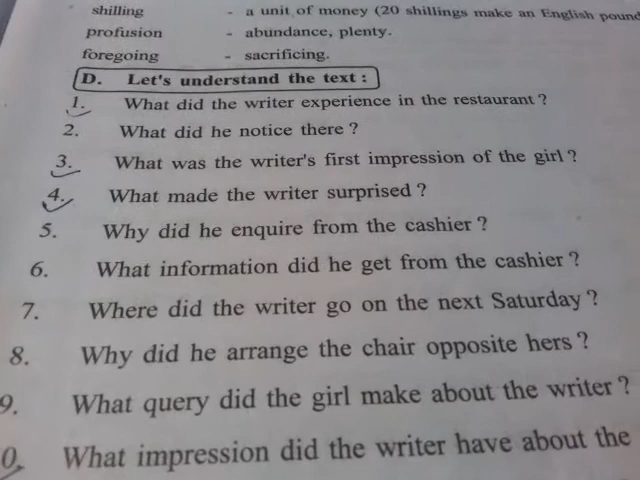 shilling - a unit of money (20 shillings make an English pound
profusion - abundance, plenty.
foregoing - sacrificing.
D. Let's understand the text :
1. What did the writer experience in the restaurant ?
2. What did he notice there ?
3. What was the writer's first impression of the girl ?
4. What made the writer surprised ?
5. Why did he enquire from the cashier ?
6. What information did he get from the cashier ?
7. Where did the writer go on the next Saturday ?
8. Why did he arrange the chair opposite hers ?
9. What query did the girl make about the writer ?
0. What impression did the writer have about the